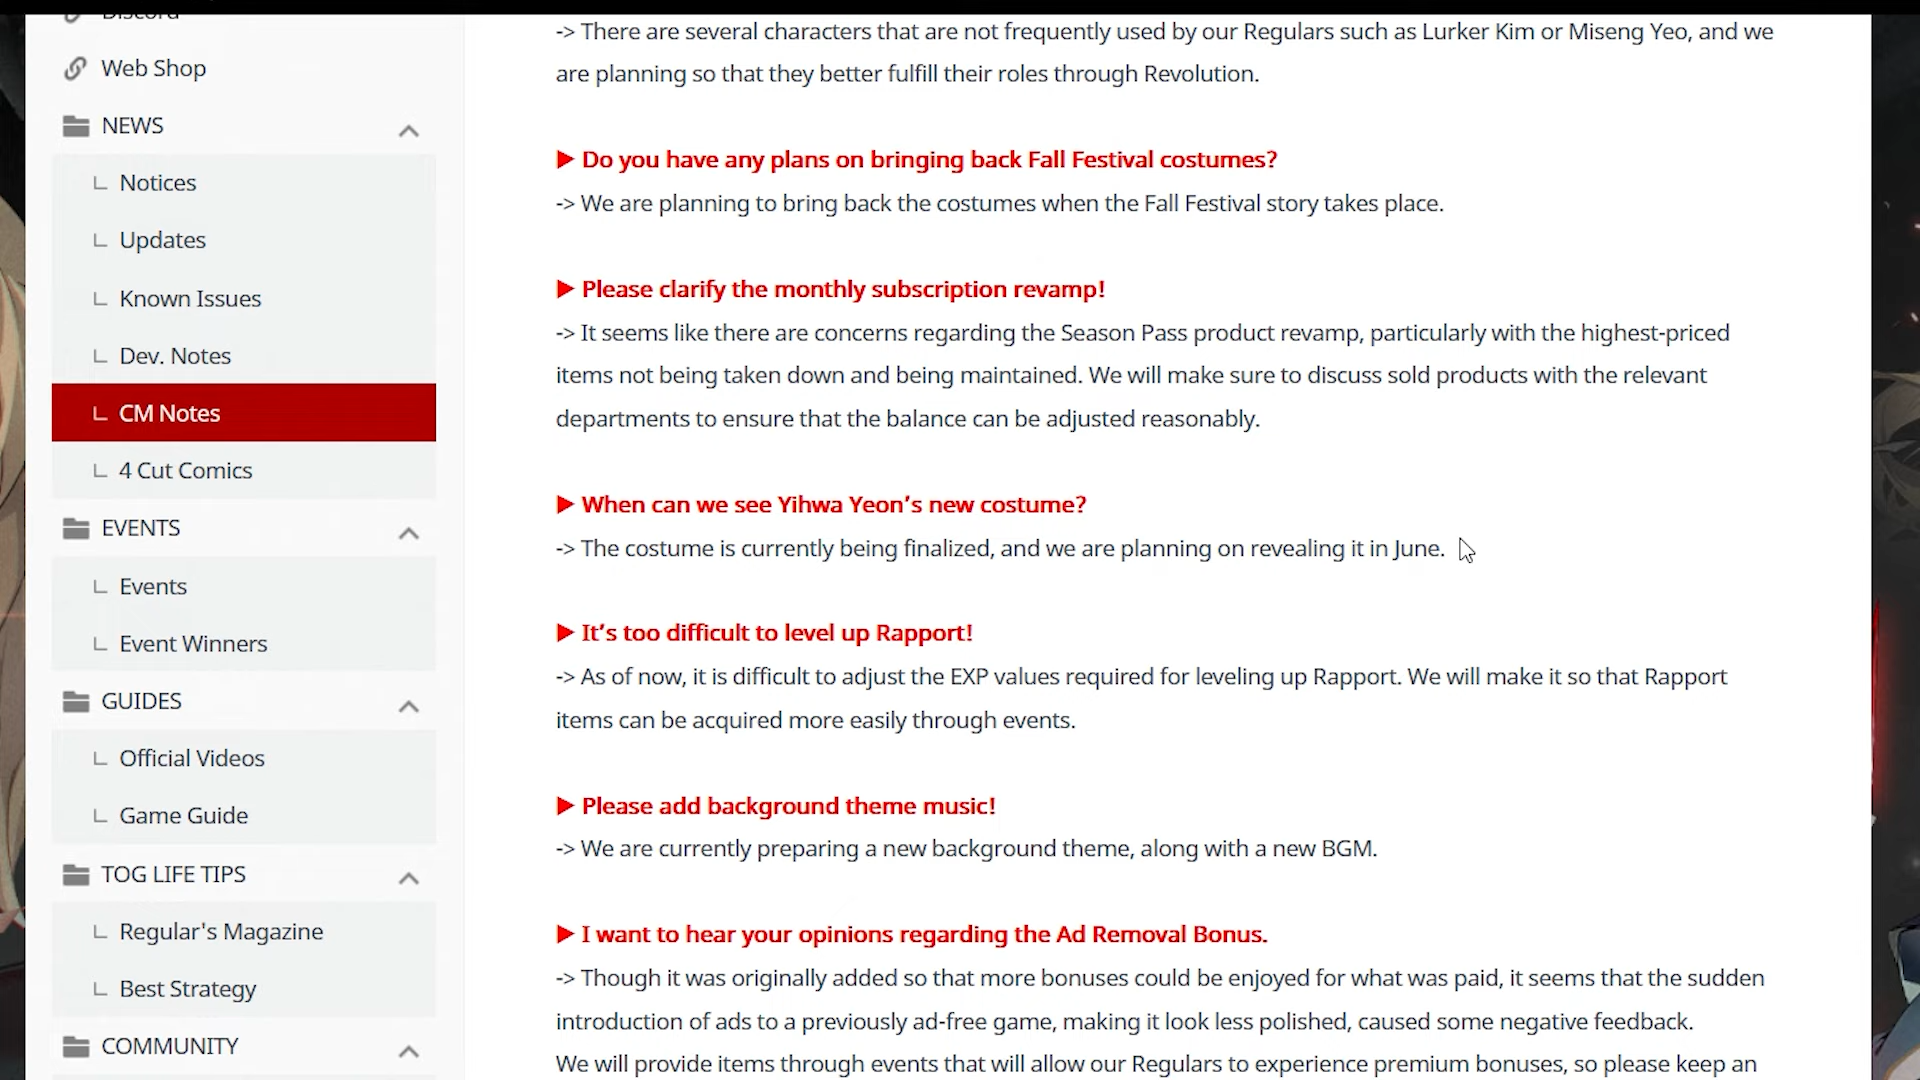 Discord
Web Shop
NEWS
Notices
Updates
Known Issues
Dev. Notes
CM Notes
4 Cut Comics
EVENTS
Events
Event Winners
GUIDES
Official Videos
Game Guide
TOG LIFE TIPS
Regular's Magazine
Best Strategy
COMMUNITY
-> There are several characters that are not frequently used by our Regulars such as Lurker Kim or Miseng Yeo, and we
are planning so that they better fulfill their roles through Revolution.
▶ Do you have any plans on bringing back Fall Festival costumes?
-> We are planning to bring back the costumes when the Fall Festival story takes place.
▶ Please clarify the monthly subscription revamp!
-> It seems like there are concerns regarding the Season Pass product revamp, particularly with the highest-priced
items not being taken down and being maintained. We will make sure to discuss sold products with the relevant
departments to ensure that the balance can be adjusted reasonably.
▶ When can we see Yihwa Yeon’s new costume?
-> The costume is currently being finalized, and we are planning on revealing it in June.
▶ It’s too difficult to level up Rapport!
-> As of now, it is difficult to adjust the EXP values required for leveling up Rapport. We will make it so that Rapport
items can be acquired more easily through events.
▶ Please add background theme music!
-> We are currently preparing a new background theme, along with a new BGM.
▶ I want to hear your opinions regarding the Ad Removal Bonus.
-> Though it was originally added so that more bonuses could be enjoyed for what was paid, it seems that the sudden
introduction of ads to a previously ad-free game, making it look less polished, caused some negative feedback.
We will provide items through events that will allow our Regulars to experience premium bonuses, so please keep an